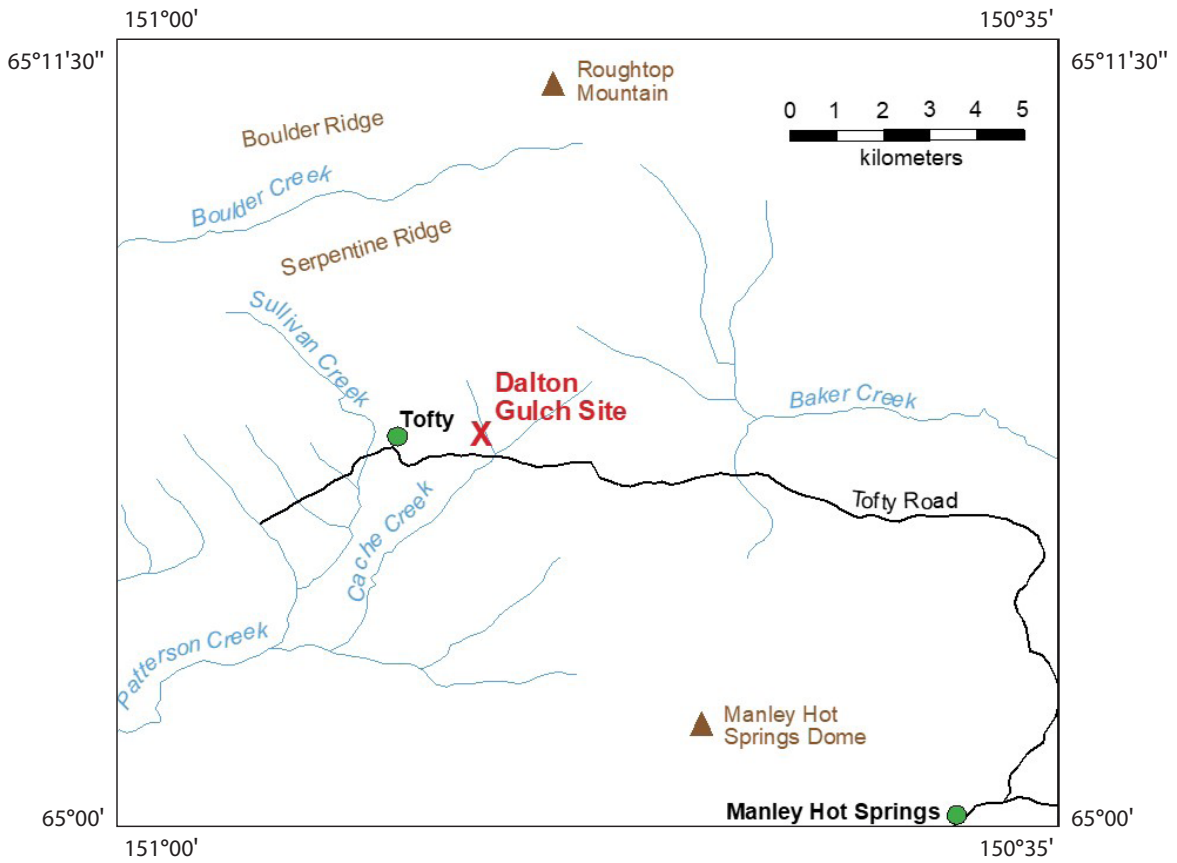 151°00'
150°35'
65°11'30"
65°11'30"
Roughtop
Mountain
0 1 2 3 4 5
kilometers
Boulder Ridge
Boulder Creek
Serpentine Ridge
Sullivan Creek
Dalton
Gulch Site
Tofty
Baker Creek
Tofty Road
Cache Creek
Patterson Creek
Manley Hot
Springs Dome
Manley Hot Springs
65°00'
65°00'
151°00'
150°35'